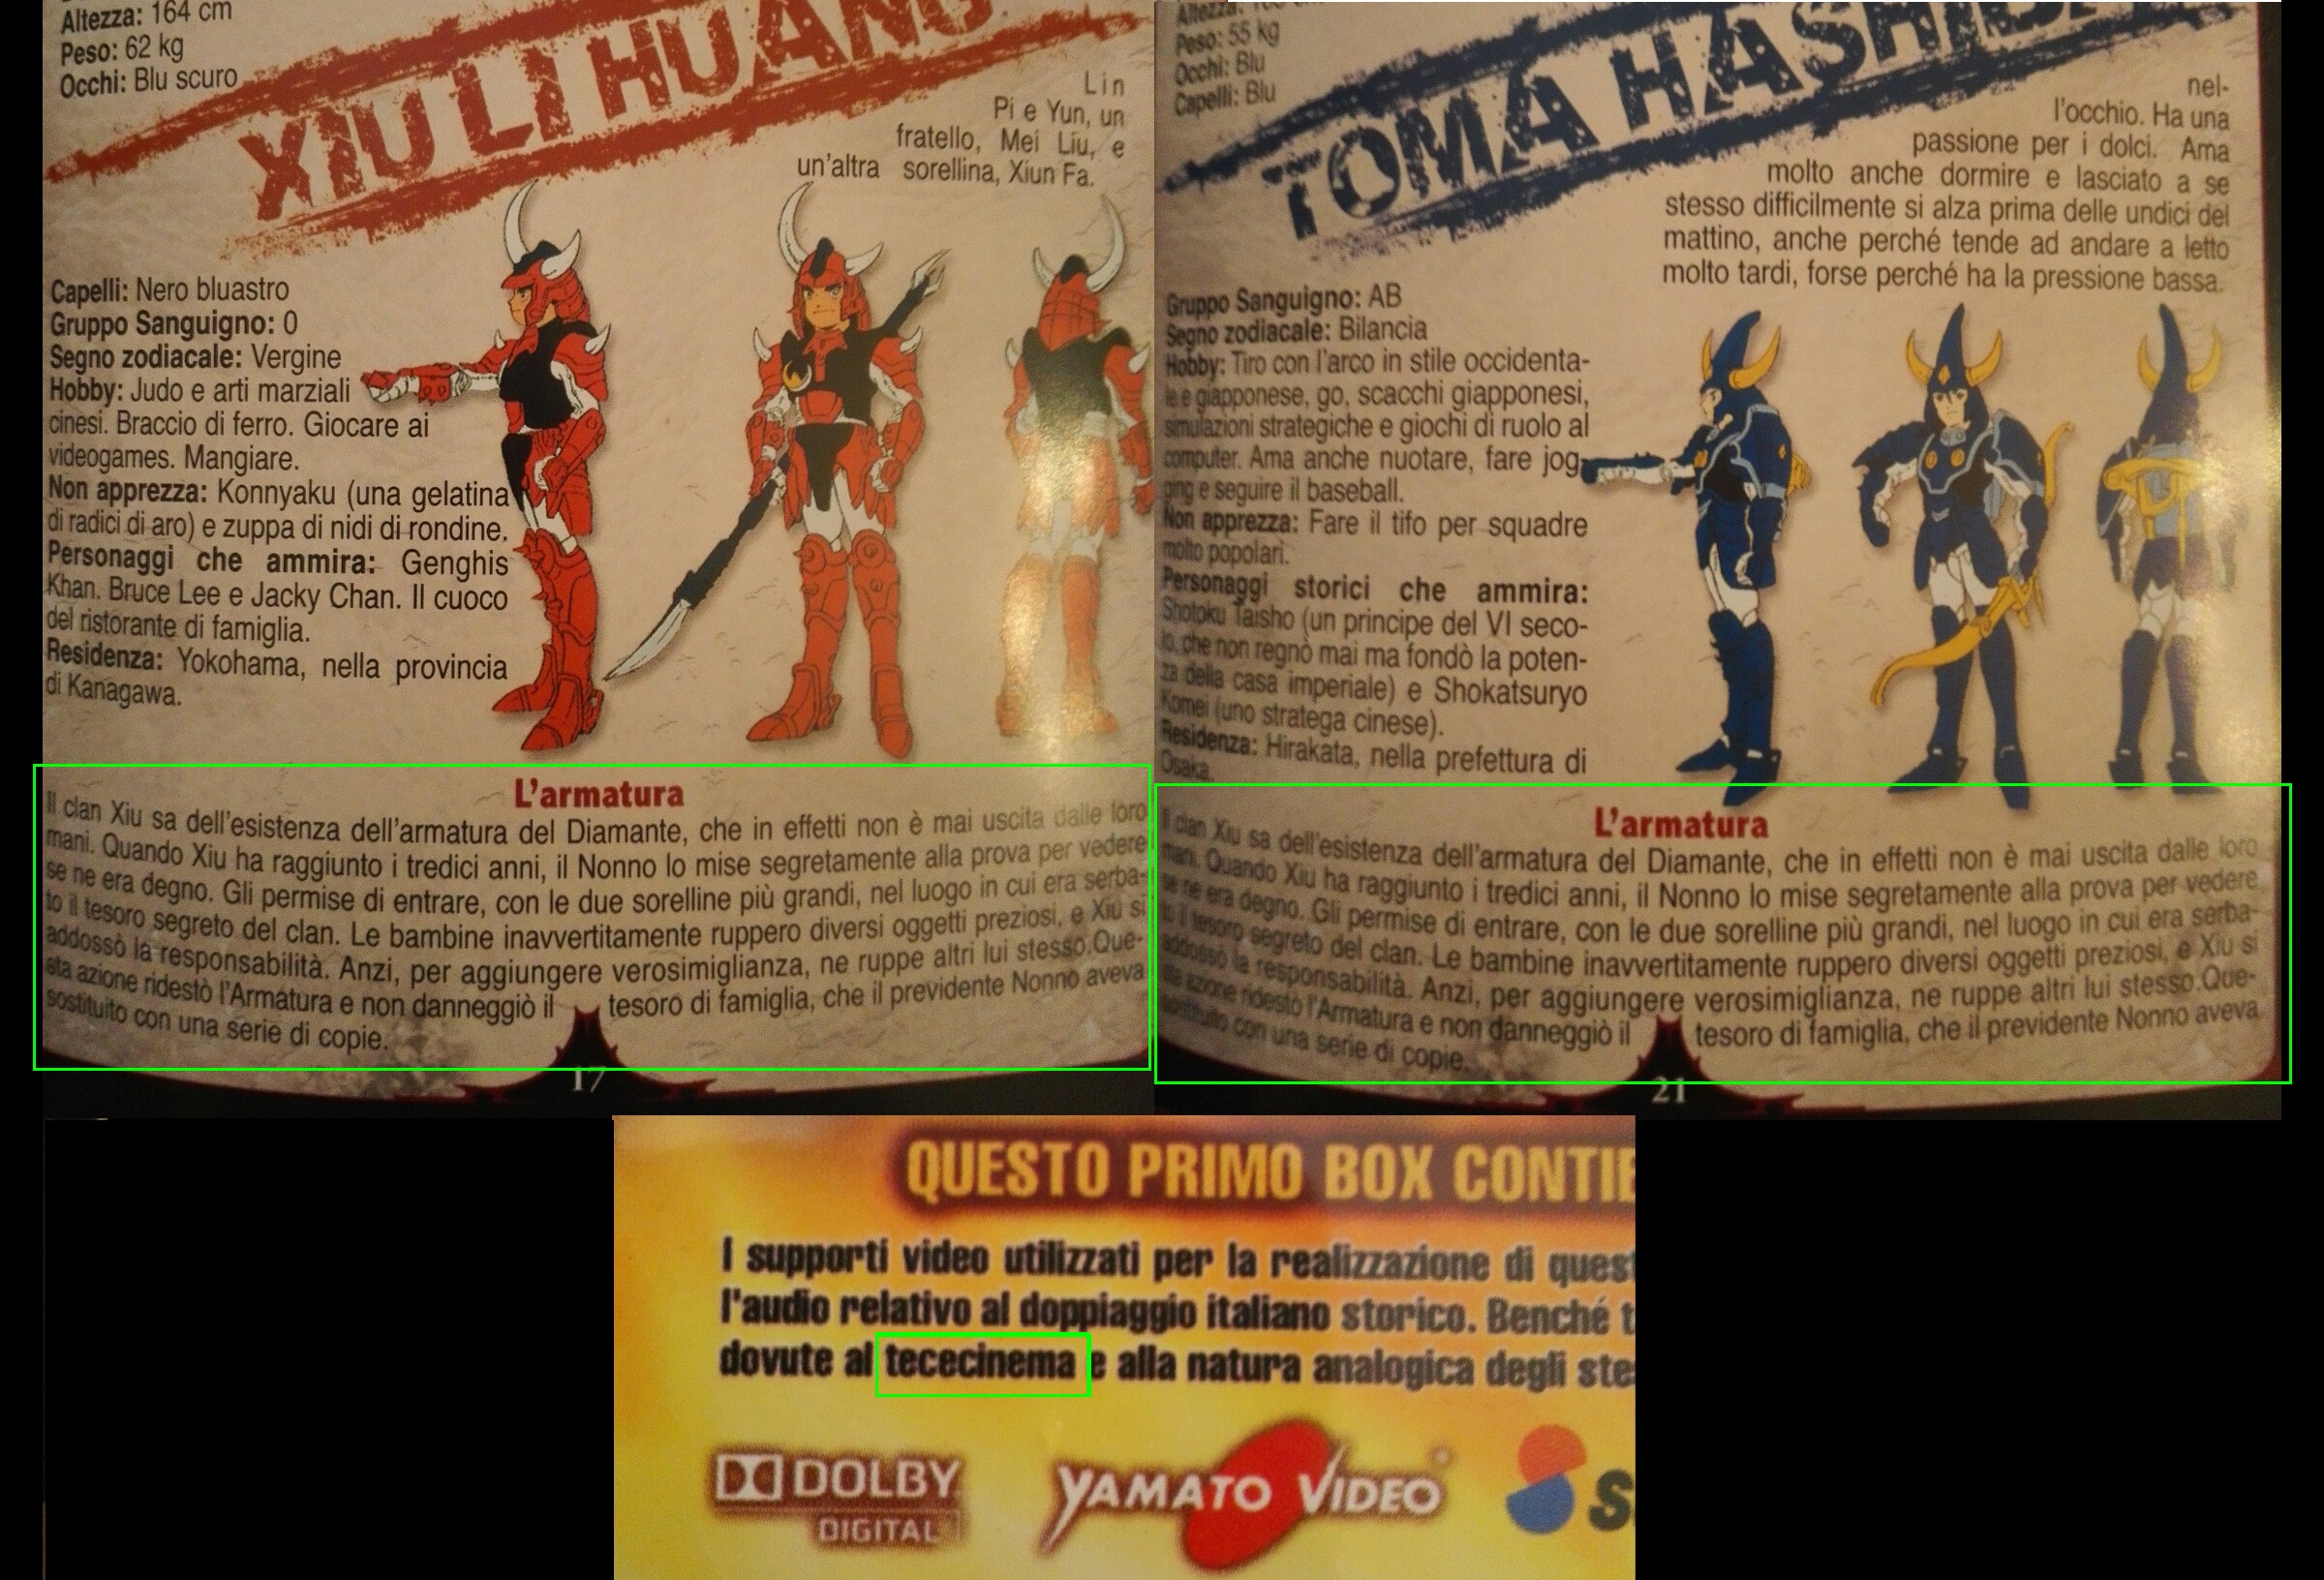 Altezza: 164 cm
Peso: 62 kg
Occhi: Blu scuro
XIU LI HUANG
Lin
Pi e Yun, un
fratello, Mei Liu, e
un'altra sorellina, Xiun Fa.
Capelli: Nero bluastro
Gruppo Sanguigno: 0
Segno zodiacale: Vergine
Hobby: Judo e arti marziali
cinesi. Braccio di ferro. Giocare ai
videogames. Mangiare.
Non apprezza: Konnyaku (una gelatina
di radici di aro) e zuppa di nidi di rondine.
Personaggi che ammira: Genghis
Khan. Bruce Lee e Jacky Chan. Il cuoco
del ristorante di famiglia.
Residenza: Yokohama, nella provincia
di Kanagawa.
L'armatura
Il clan Xiu sa dell'esistenza dell'armatura del Diamante, che in effetti non è mai uscita dalle loro
mani. Quando Xiu ha raggiunto i tredici anni, il Nonno lo mise segretamente alla prova per vedere
se ne era degno. Gli permise di entrare, con le due sorelline più grandi, nel luogo in cui era serba-
to il tesoro segreto del clan. Le bambine inavvertitamente ruppero diversi oggetti preziosi, e Xiu si
addossò la responsabilità. Anzi, per aggiungere verosimiglianza, ne ruppe altri lui stesso.Que-
sta azione ridestò l'Armatura e non danneggiò il tesoro di famiglia, che il previdente Nonno aveva
sostituito con una serie di copie.
17
Altezza:
Peso: 55 kg
Occhi: Blu
Capelli: Blu
TOMA
nel-
l'occhio. Ha una
passione per i dolci. Ama
molto anche dormire e lasciato a se
stesso difficilmente si alza prima delle undici del
mattino, anche perché tende ad andare a letto
molto tardi, forse perché ha la pressione bassa.
Gruppo Sanguigno: AB
Segno zodiacale: Bilancia
Hobby: Tiro con l'arco in stile occidenta-
le e giapponese, go, scacchi giapponesi,
simulazioni strategiche e giochi di ruolo al
computer. Ama anche nuotare, fare jog-
ging e seguire il baseball.
Non apprezza: Fare il tifo per squadre
molto popolari.
Personaggi storici che ammira:
Shotoku Taisho (un principe del VI seco-
lo, che non regnò mai ma fondò la poten-
za della casa imperiale) e Shokatsuryo
Komei (uno stratega cinese).
Residenza: Hirakata, nella prefettura di
Osaka.
L'armatura
Il clan Xiu sa dell'esistenza dell'armatura del Diamante, che in effetti non è mai uscita dalle loro
mani. Quando Xiu ha raggiunto i tredici anni, il Nonno lo mise segretamente alla prova per vedere
se ne era degno. Gli permise di entrare, con le due sorelline più grandi, nel luogo in cui era serba-
to il tesoro segreto del clan. Le bambine inavvertitamente ruppero diversi oggetti preziosi, e Xiu si
addossò la responsabilità. Anzi, per aggiungere verosimiglianza, ne ruppe altri lui stesso.Que-
sta azione ridestò l'Armatura e non danneggiò il tesoro di famiglia, che il previdente Nonno aveva
sostituito con una serie di copie.
21
QUESTO PRIMO BOX CONTIE
I supporti video utilizzati per la realizzazione di quest
l'audio relativo al doppiaggio italiano storico. Benché t
dovute al tececinema e alla natura analogica degli ste
DOLBY
DIGITAL
YAMATO VIDEO
S